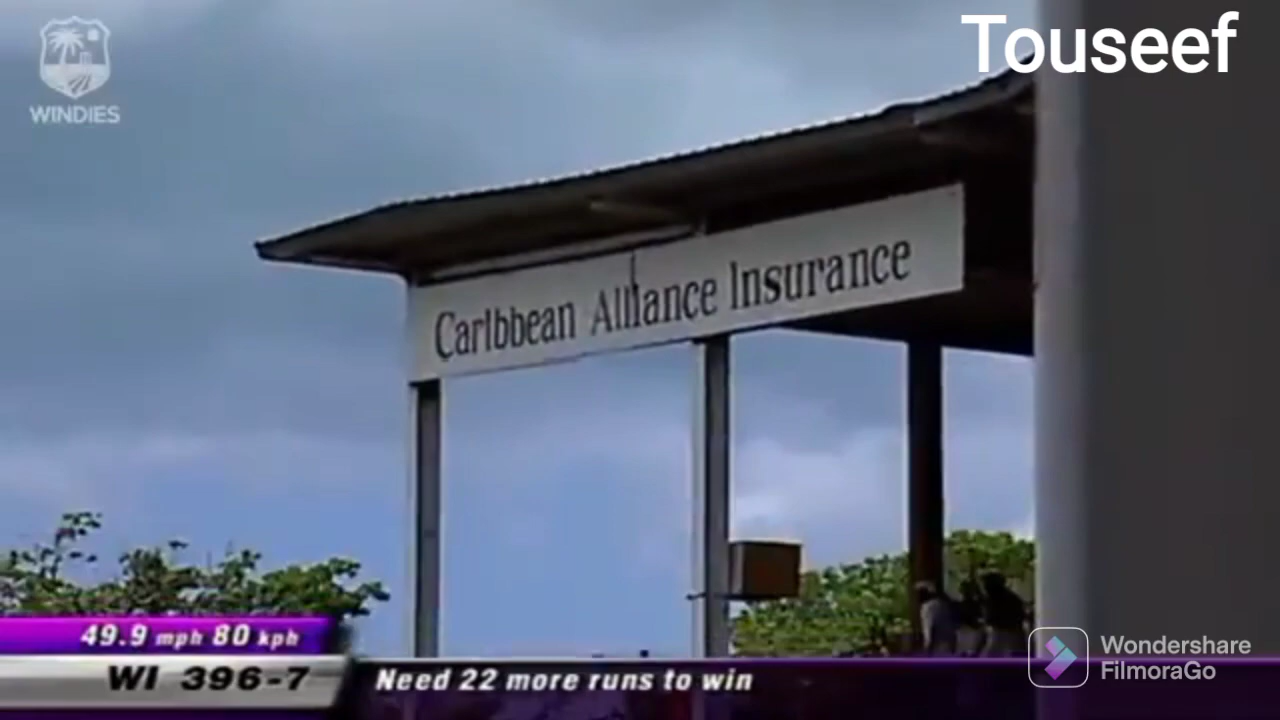 WINDIES
Touseef
Caribbean Alliance Insurance
49.9 mph 80 kph
WI 396-7
Need 22 more runs to win
Wondershare
FilmoraGo